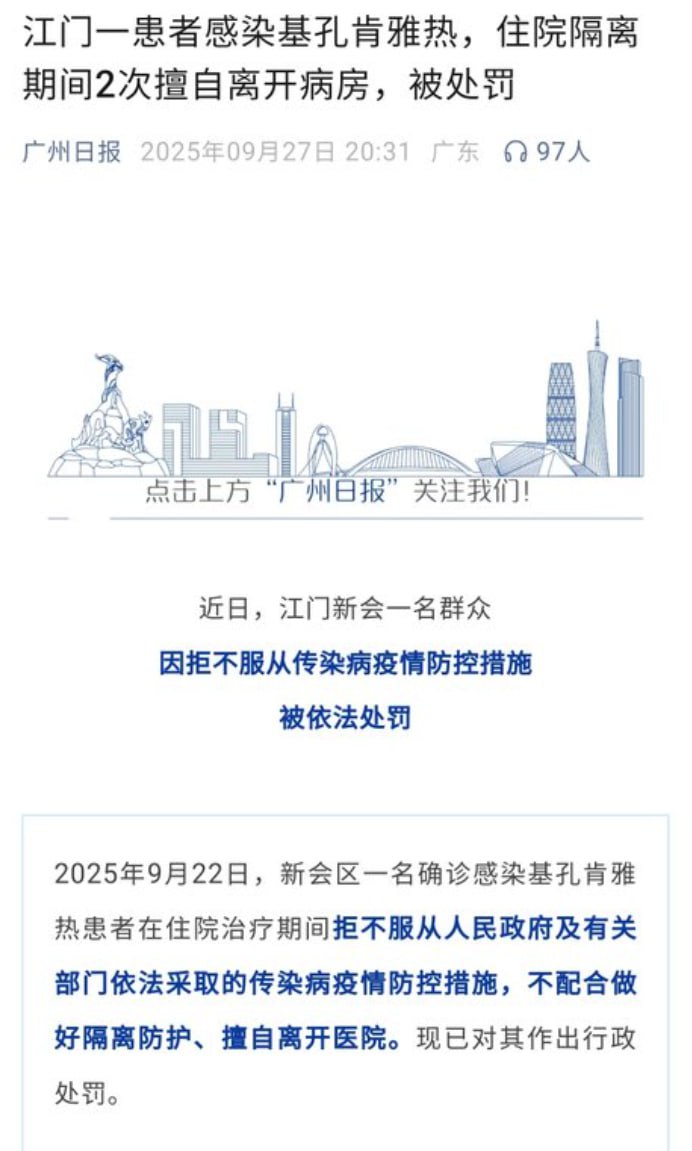 江门一患者感染基孔肯雅热，住院隔离
期间2次擅自离开病房，被处罚
广州日报 2025年09月27日 20:31 广东 97人
点击上方“广州日报”关注我们!
近日，江门新会一名群众
因拒不服从传染病疫情防控措施
被依法处罚
2025年9月22日，新会区一名确诊感染基孔肯雅
热患者在住院治疗期间拒不服从人民政府及有关
部门依法采取的传染病疫情防控措施，不配合做
好隔离防护、擅自离开医院。现已对其作出行政
处罚。